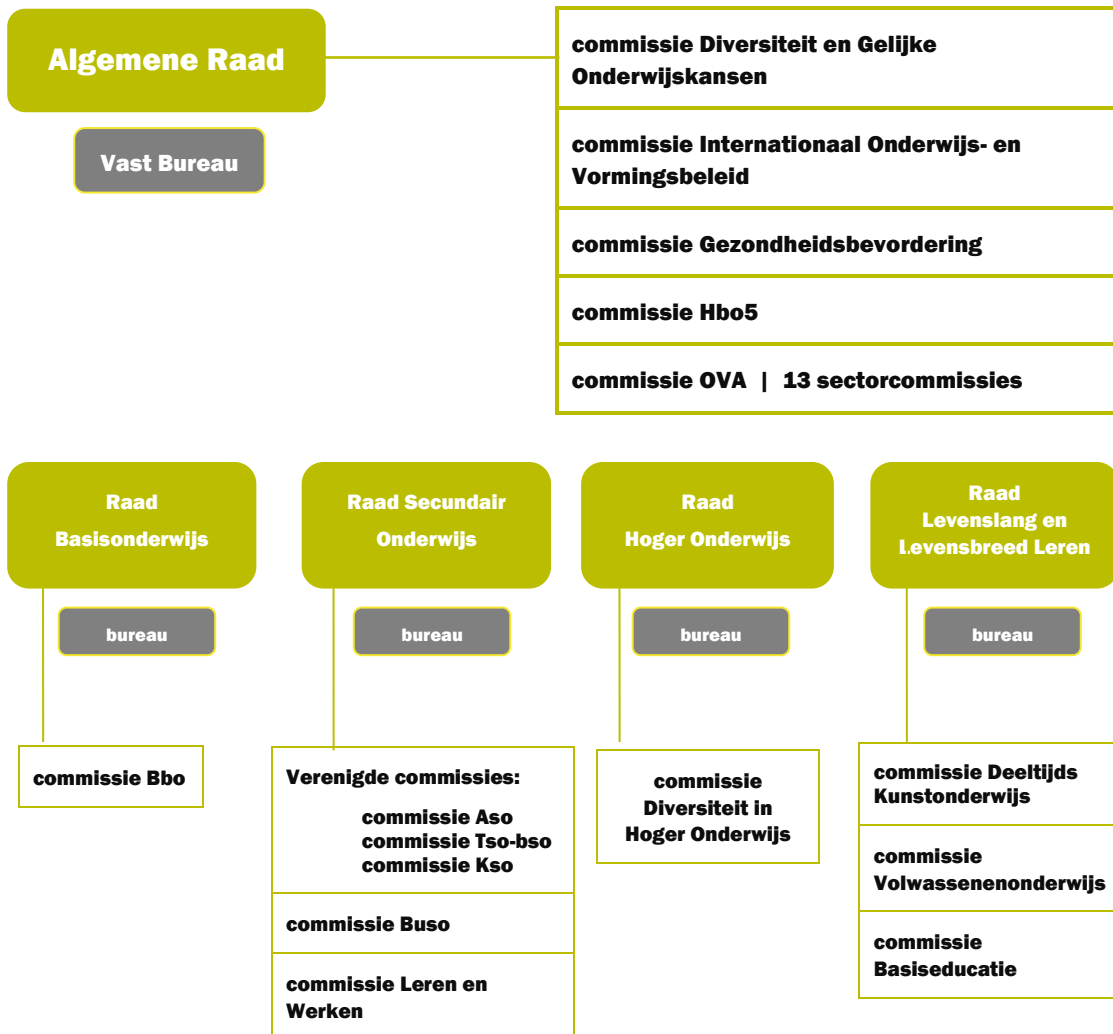 Algemene Raad
Vast Bureau
commissie Diversiteit en Gelijke
Onderwijskansen
commissie Internationaal Onderwijs- en
Vormingsbeleid
commissie Gezondheidsbevordering
commissie Hbo5
commissie OVA | 13 sectorcommissies
Raad
Basisonderwijs
bureau
commissie Bbo
Raad Secundair
Onderwijs
bureau
Verenigde commissies:
commissie Aso
commissie Tso-bso
commissie Kso
commissie Buso
commissie Leren en
Werken
Raad
Hoger Onderwijs
bureau
commissie
Diversiteit in
Hoger Onderwijs
Raad
Levenslang en
Levensbreed Leren
bureau
commissie Deeltijds
Kunstonderwijs
commissie
Volwassenenonderwijs
commissie
Basiseducatie